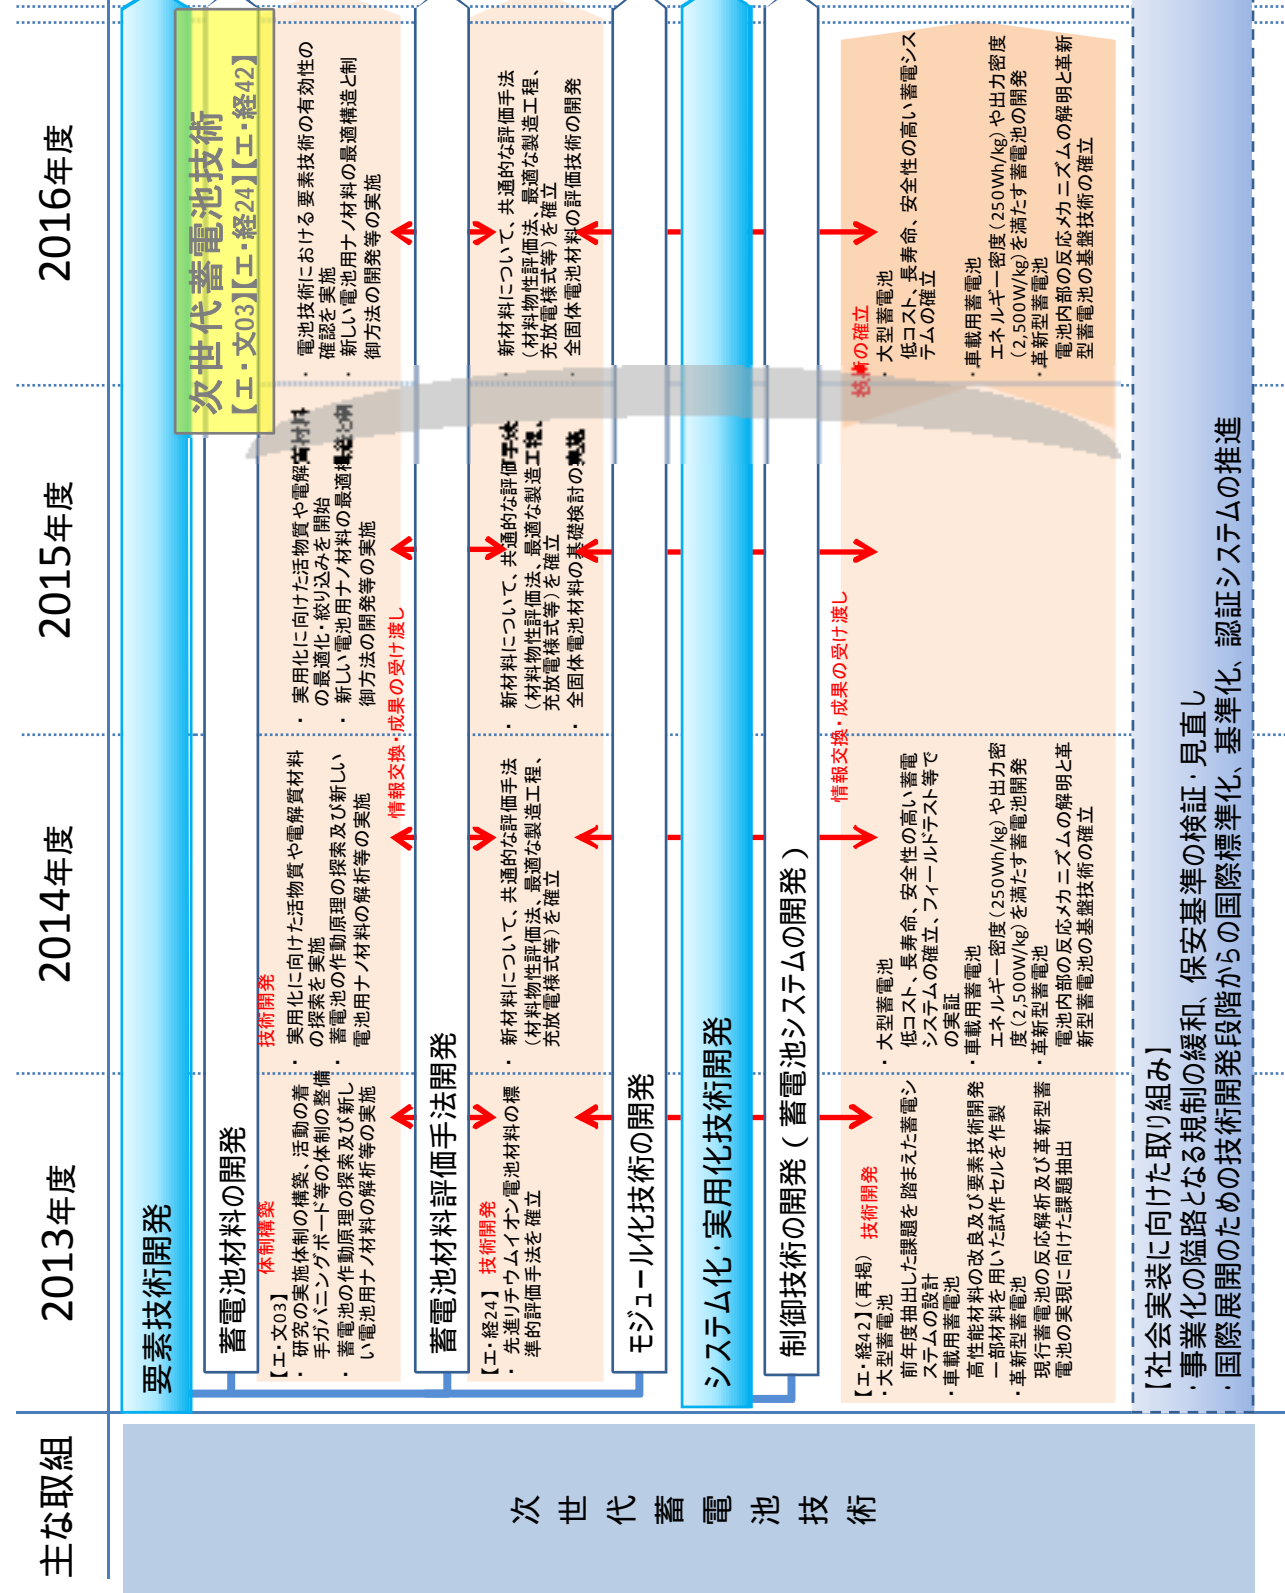 主な取組
2013年度
2014年度
2015年度
2016年度
次世代蓄電池技術
次世代蓄電池技術
【エ・文03】【エ・経24】【エ・経42】
要素技術開発
蓄電池材料の開発
体制構築
【エ・文03】
・ 研究の実施体制の構築、活動の着
手ガバニングボード等の体制の整備
・ 蓄電池の作動原理の探索及び新し
い電池用ナノ材料の解析等の実施
技術開発
・ 実用化に向けた活物質や電解質材料
の探索を実施
・ 蓄電池の作動原理の探索及び新しい
電池用ナノ材料の解析等の実施
・ 実用化に向けた活物質や電解質材料
の最適化・絞り込みを開始
・ 新しい電池用ナノ材料の最適構造と制
御方法の開発等の実施
・ 電池技術における要素技術の有効性の
確認を実施
・ 新しい電池用ナノ材料の最適構造と制
御方法の開発等の実施
情報交換・成果の受け渡し
蓄電池材料評価手法開発
【エ・経24】 技術開発
・ 先進リチウムイオン電池材料の標
準的評価手法を確立
・ 新材料について、共通的な評価手法
（材料物性評価法、最適な製造工程、
充放電様式等）を確立
・ 新材料について、共通的な評価手法
（材料物性評価法、最適な製造工程、
充放電様式等）を確立
・ 全固体電池材料の基礎検討の実施
・ 新材料について、共通的な評価手法
（材料物性評価法、最適な製造工程、
充放電様式等）を確立
・ 全固体電池材料の評価技術の開発
モジュール化技術の開発
システム化・実用化技術開発
制御技術の開発（蓄電池システムの開発）
【エ・経42】（再掲） 技術開発
・大型蓄電池
前年度抽出した課題を踏まえた蓄電シ
ステムの設計
・車載用蓄電池
高性能材料の改良及び要素技術開発
一部材料を用いた試作セルを作製
・革新型蓄電池
現行蓄電池の反応解析及び革新型蓄
電池の実現に向けた課題抽出
・大型蓄電池
低コスト、長寿命、安全性の高い蓄電
システムの確立、フィールドテスト等で
の実証
・車載用蓄電池
エネルギー密度（250Wh/kg）や出力密
度（2,500W/kg）を満たす蓄電池開発
・革新型蓄電池
電池内部の反応メカニズムの解明と革
新型蓄電池の基盤技術の確立
情報交換・成果の受け渡し
技術の確立
・大型蓄電池
低コスト、長寿命、安全性の高い蓄電シス
テムの確立
・車載用蓄電池
エネルギー密度（250Wh/kg）や出力密度
（2,500W/kg）を満たす蓄電池の開発
・革新型蓄電池
電池内部の反応メカニズムの解明と革新
型蓄電池の基盤技術の確立
【社会実装に向けた取り組み】
・事業化の隘路となる規制の緩和、保安基準の検証・見直し
・国際展開のための技術開発段階からの国際標準化、基準化、認証システムの推進